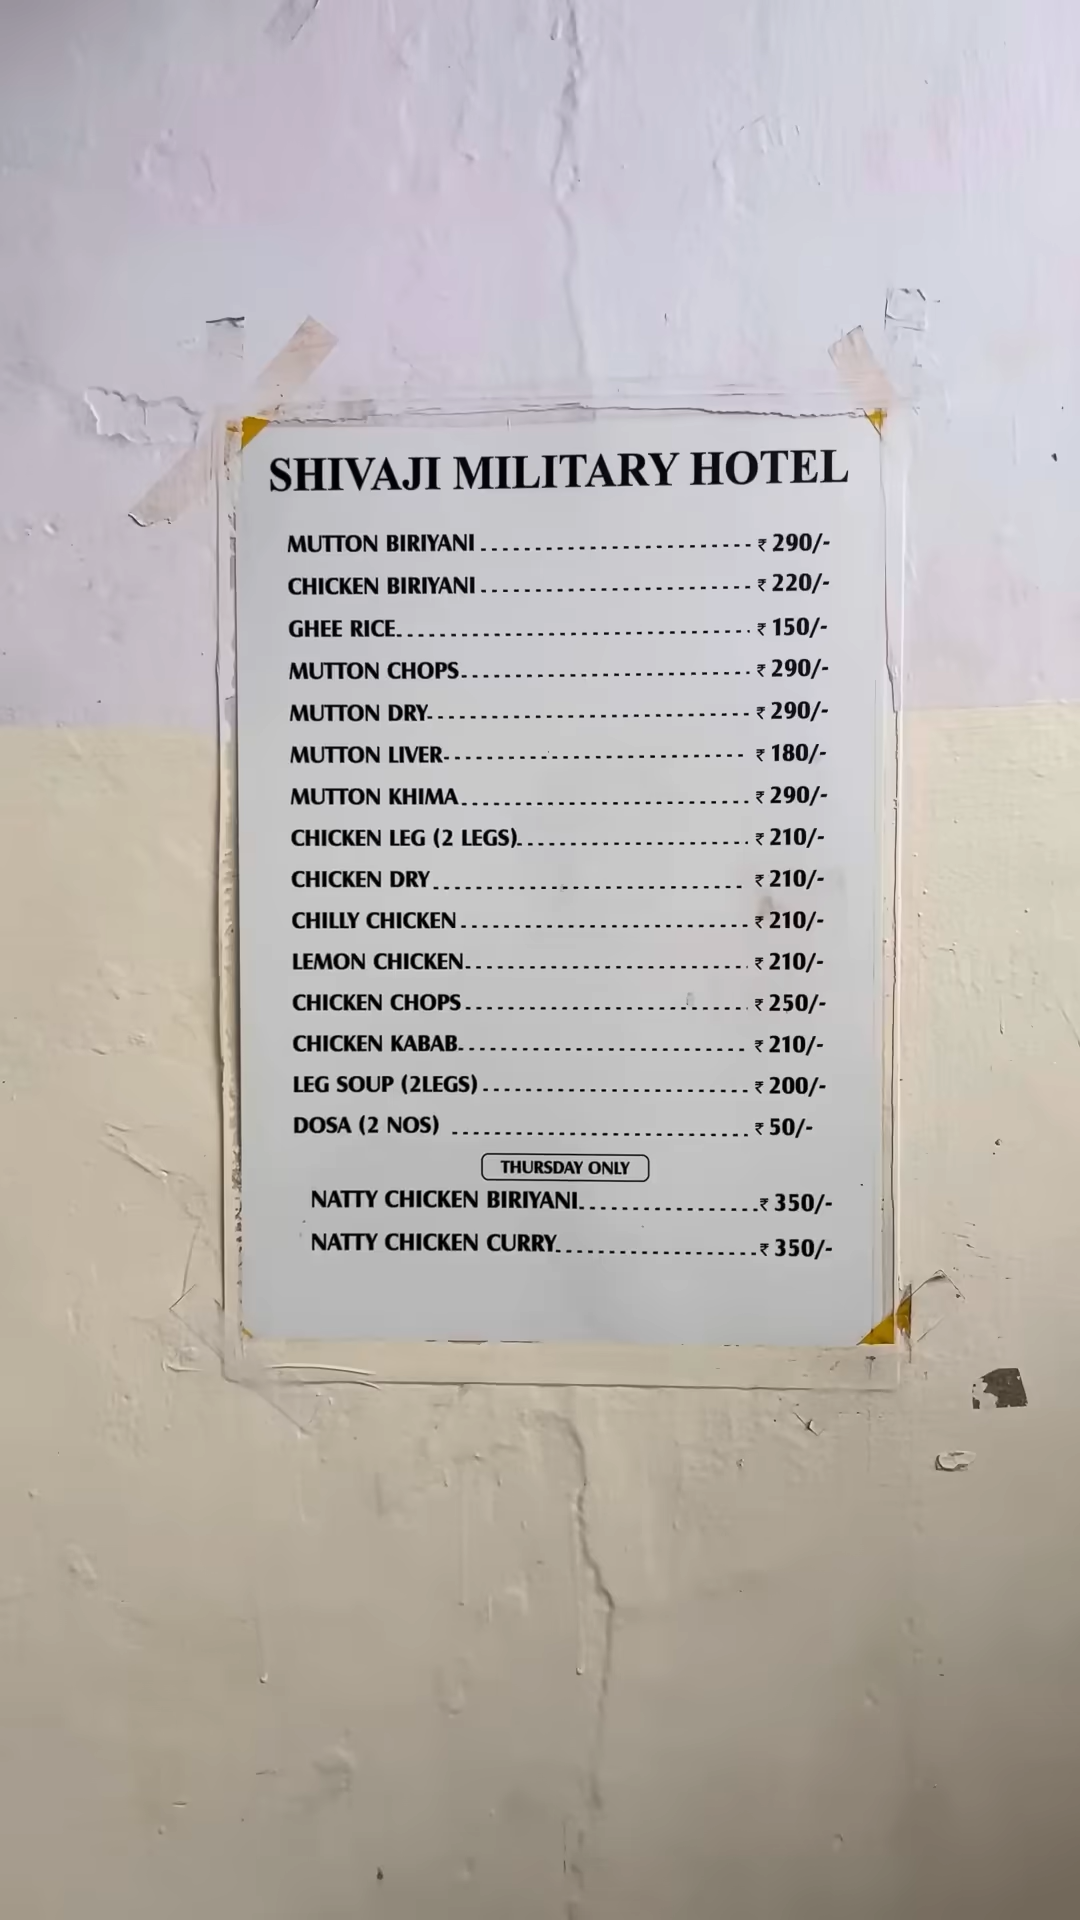 SHIVAJI MILITARY HOTEL
MUTTON BIRIYANI ₹ 290/-
CHICKEN BIRIYANI ₹ 220/-
GHEE RICE ₹ 150/-
MUTTON CHOPS ₹ 290/-
MUTTON DRY ₹ 290/-
MUTTON LIVER ₹ 180/-
MUTTON KHIMA ₹ 290/-
CHICKEN LEG (2 LEGS) ₹ 210/-
CHICKEN DRY ₹ 210/-
CHILLY CHICKEN ₹ 210/-
LEMON CHICKEN ₹ 210/-
CHICKEN CHOPS ₹ 250/-
CHICKEN KABAB ₹ 210/-
LEG SOUP (2LEGS) ₹ 200/-
DOSA (2 NOS) ₹ 50/-
THURSDAY ONLY
NATTY CHICKEN BIRIYANI ₹ 350/-
NATTY CHICKEN CURRY ₹ 350/-